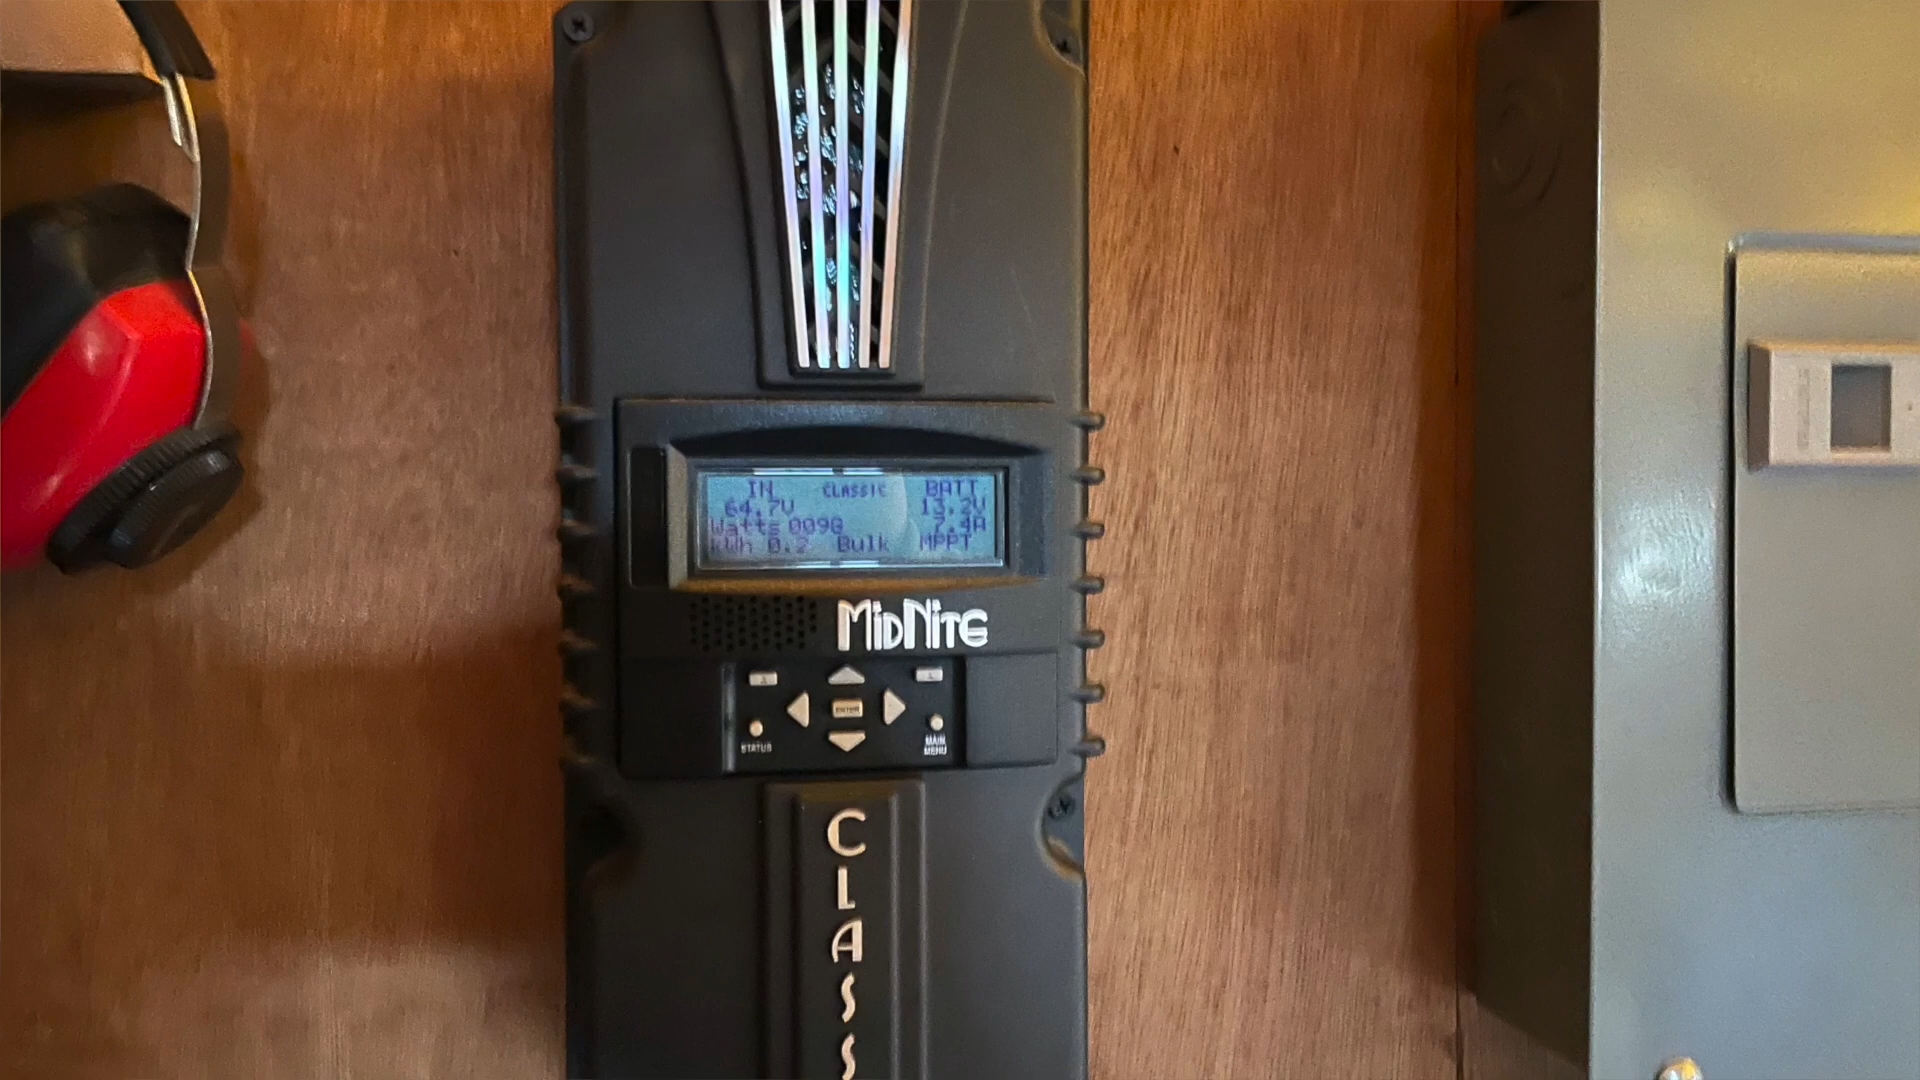 IN CLASSIC BATT
64.7V 13.2V
Watts 0098 7.4A
kWh 0.2 Bulk MPPT
MidNite
ENTER
STATUS
MAIN
MENU
CLASS